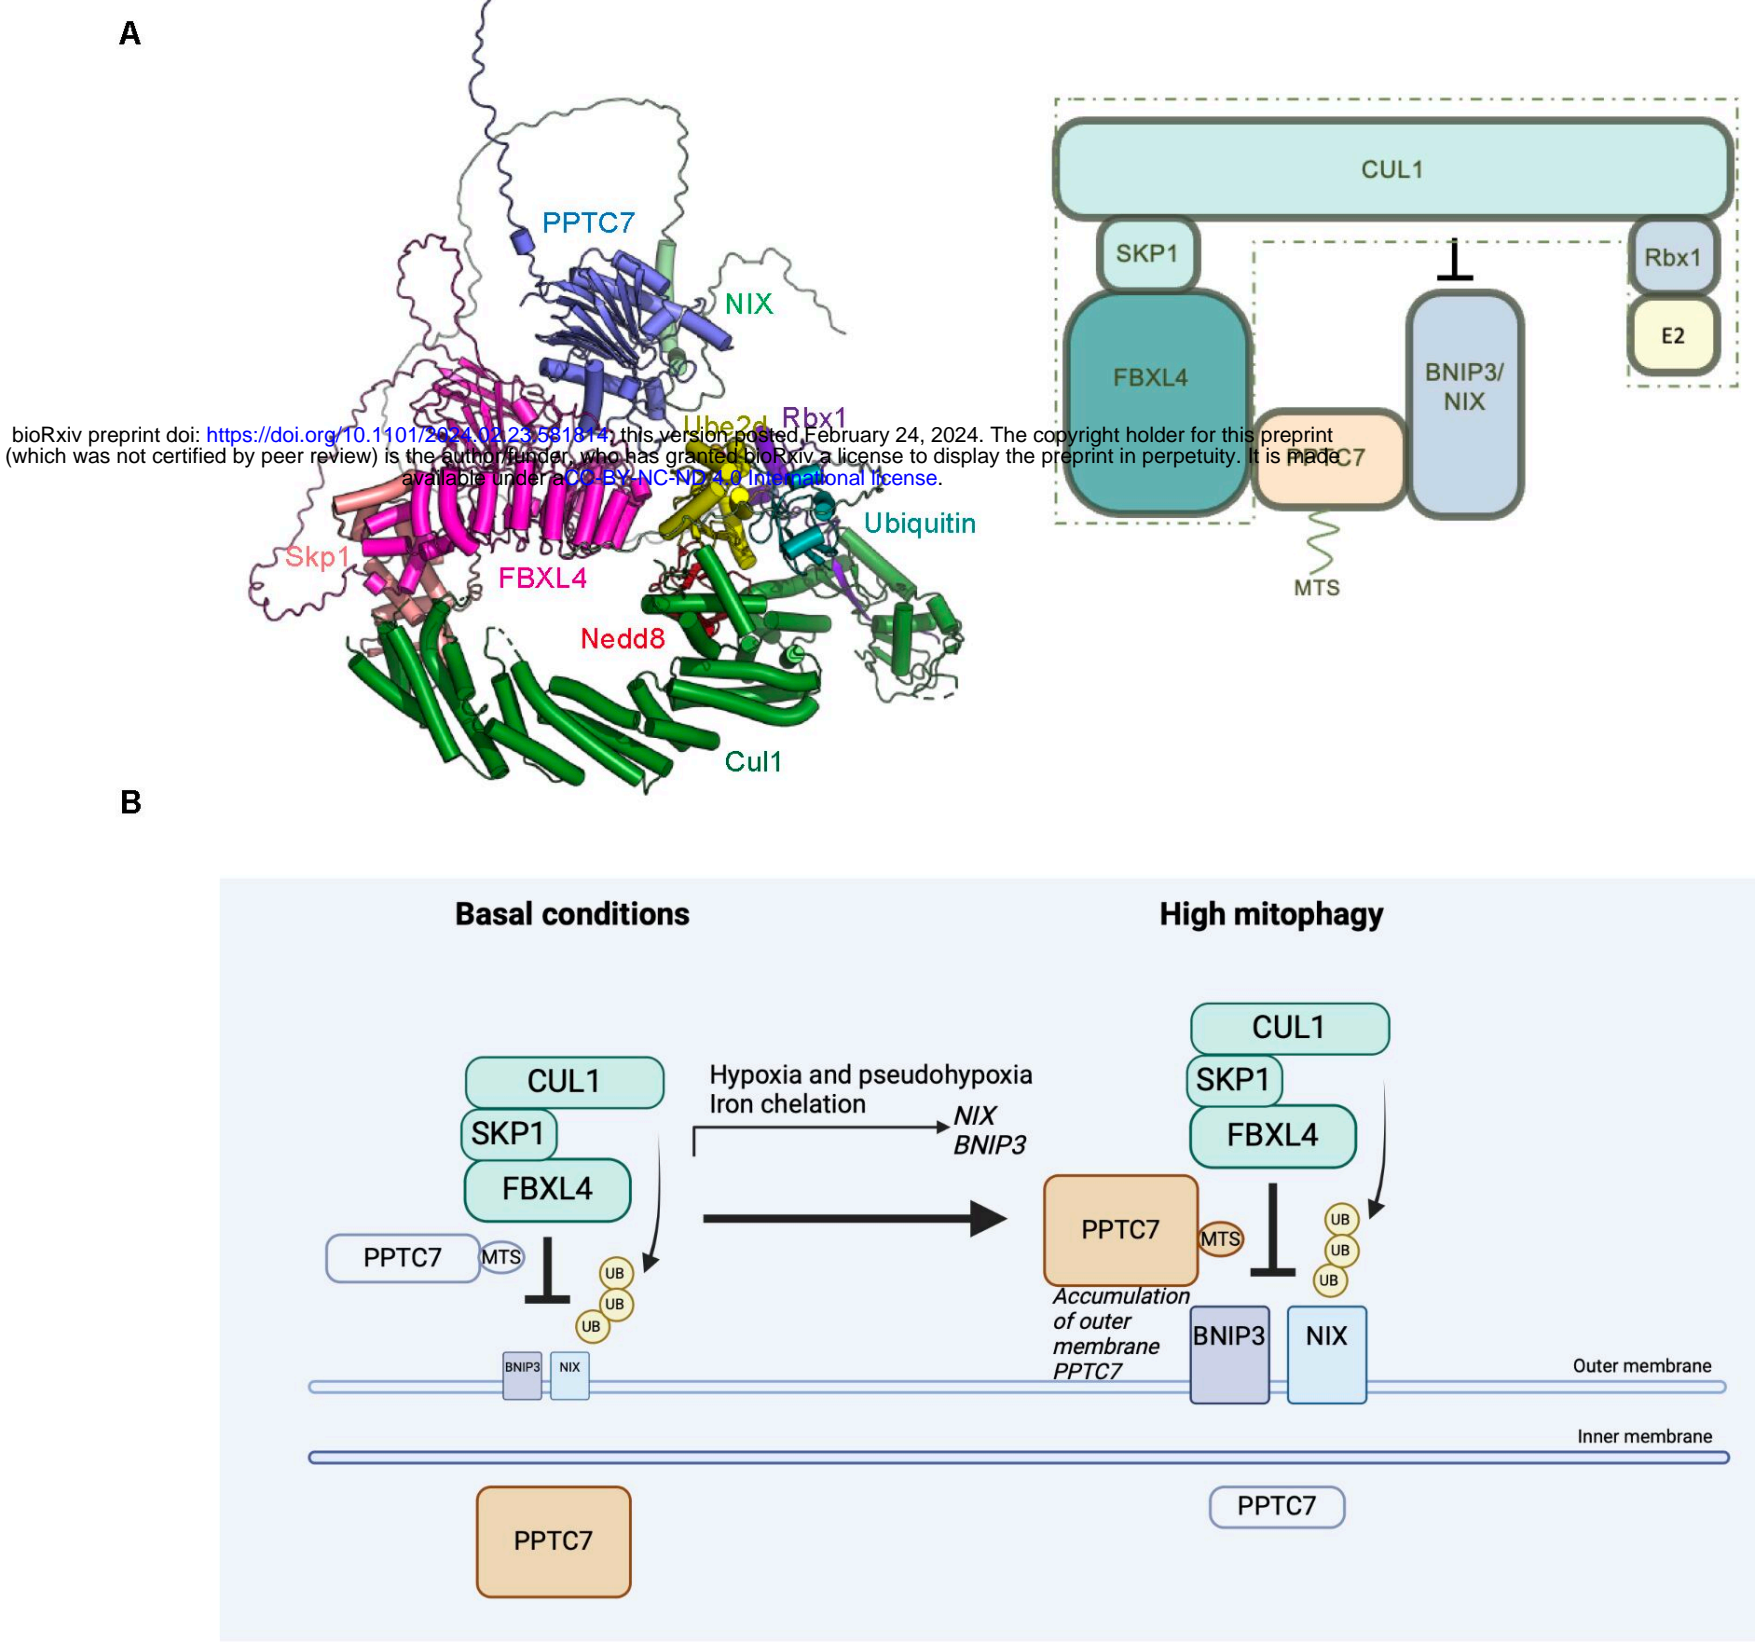 A
PPTC7
NIX
Ube2d
Rbx1
bioRxiv preprint doi: https://doi.org/10.1101/2024.02.23.581814; this version posted February 24, 2024. The copyright holder for this preprint
(which was not certified by peer review) is the author/funder, who has granted bioRxiv a license to display the preprint in perpetuity. It is made
available under aCC-BY-NC-ND 4.0 International license.
Ubiquitin
Skp1
FBXL4
Nedd8
Cul1
CUL1
SKP1
Rbx1
E2
FBXL4
BNIP3/
NIX
PPTC7
MTS
B
Basal conditions
High mitophagy
CUL1
SKP1
FBXL4
PPTC7
MTS
UB
UB
UB
BNIP3
NIX
PPTC7
Hypoxia and pseudohypoxia
Iron chelation
NIX
BNIP3
CUL1
SKP1
FBXL4
PPTC7
MTS
UB
UB
UB
Accumulation
of outer
membrane
PPTC7
BNIP3
NIX
Outer membrane
Inner membrane
PPTC7